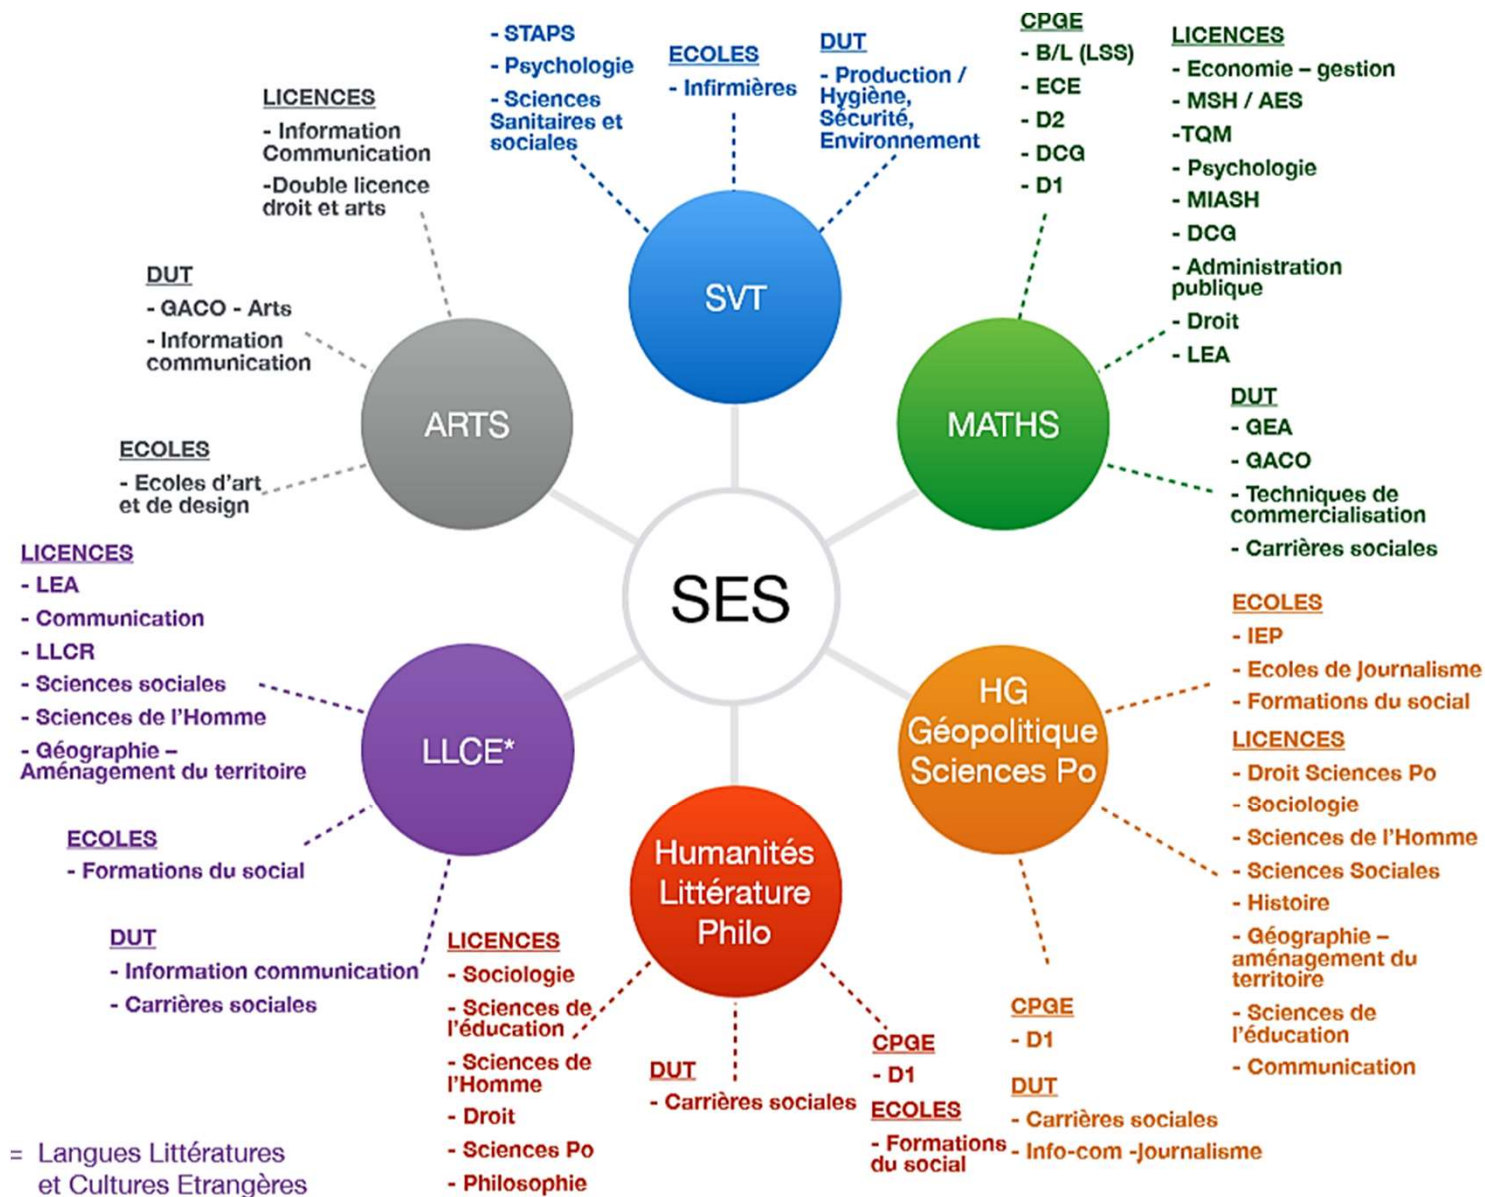 - STAPS
- Psychologie
- Sciences
Sanitaires et
sociales
ECOLES
- Infirmières
DUT
- Production /
Hygiène,
Sécurité,
Environnement
CPGE
- B/L (LSS)
- ECE
- D2
- DCG
- D1
LICENCES
- Economie – gestion
- MSH / AES
-TQM
- Psychologie
- MIASH
- DCG
- Administration
publique
- Droit
- LEA
DUT
- GEA
- GACO
- Techniques de
commercialisation
- Carrières sociales
LICENCES
- Information
Communication
-Double licence
droit et arts
DUT
- GACO - Arts
- Information
communication
ECOLES
- Ecoles d'art
et de design
SVT
ARTS
MATHS
SES
LLCE*
HG
Géopolitique
Sciences Po
Humanités
Littérature
Philo
LICENCES
- LEA
- Communication
- LLCR
- Sciences sociales
- Sciences de l'Homme
- Géographie –
Aménagement du territoire
ECOLES
- Formations du social
DUT
- Information communication
- Carrières sociales
LICENCES
- Sociologie
- Sciences de
l'éducation
- Sciences de
l'Homme
- Droit
- Sciences Po
- Philosophie
DUT
- Carrières sociales
CPGE
- D1
ECOLES
- Formations
du social
ECOLES
- IEP
- Ecoles de Journalisme
- Formations du social
LICENCES
- Droit Sciences Po
- Sociologie
- Sciences de l'Homme
- Sciences Sociales
- Histoire
- Géographie –
aménagement du
territoire
- Sciences de
l'éducation
- Communication
CPGE
- D1
DUT
- Carrières sociales
- Info-com -Journalisme
= Langues Littératures
et Cultures Etrangères